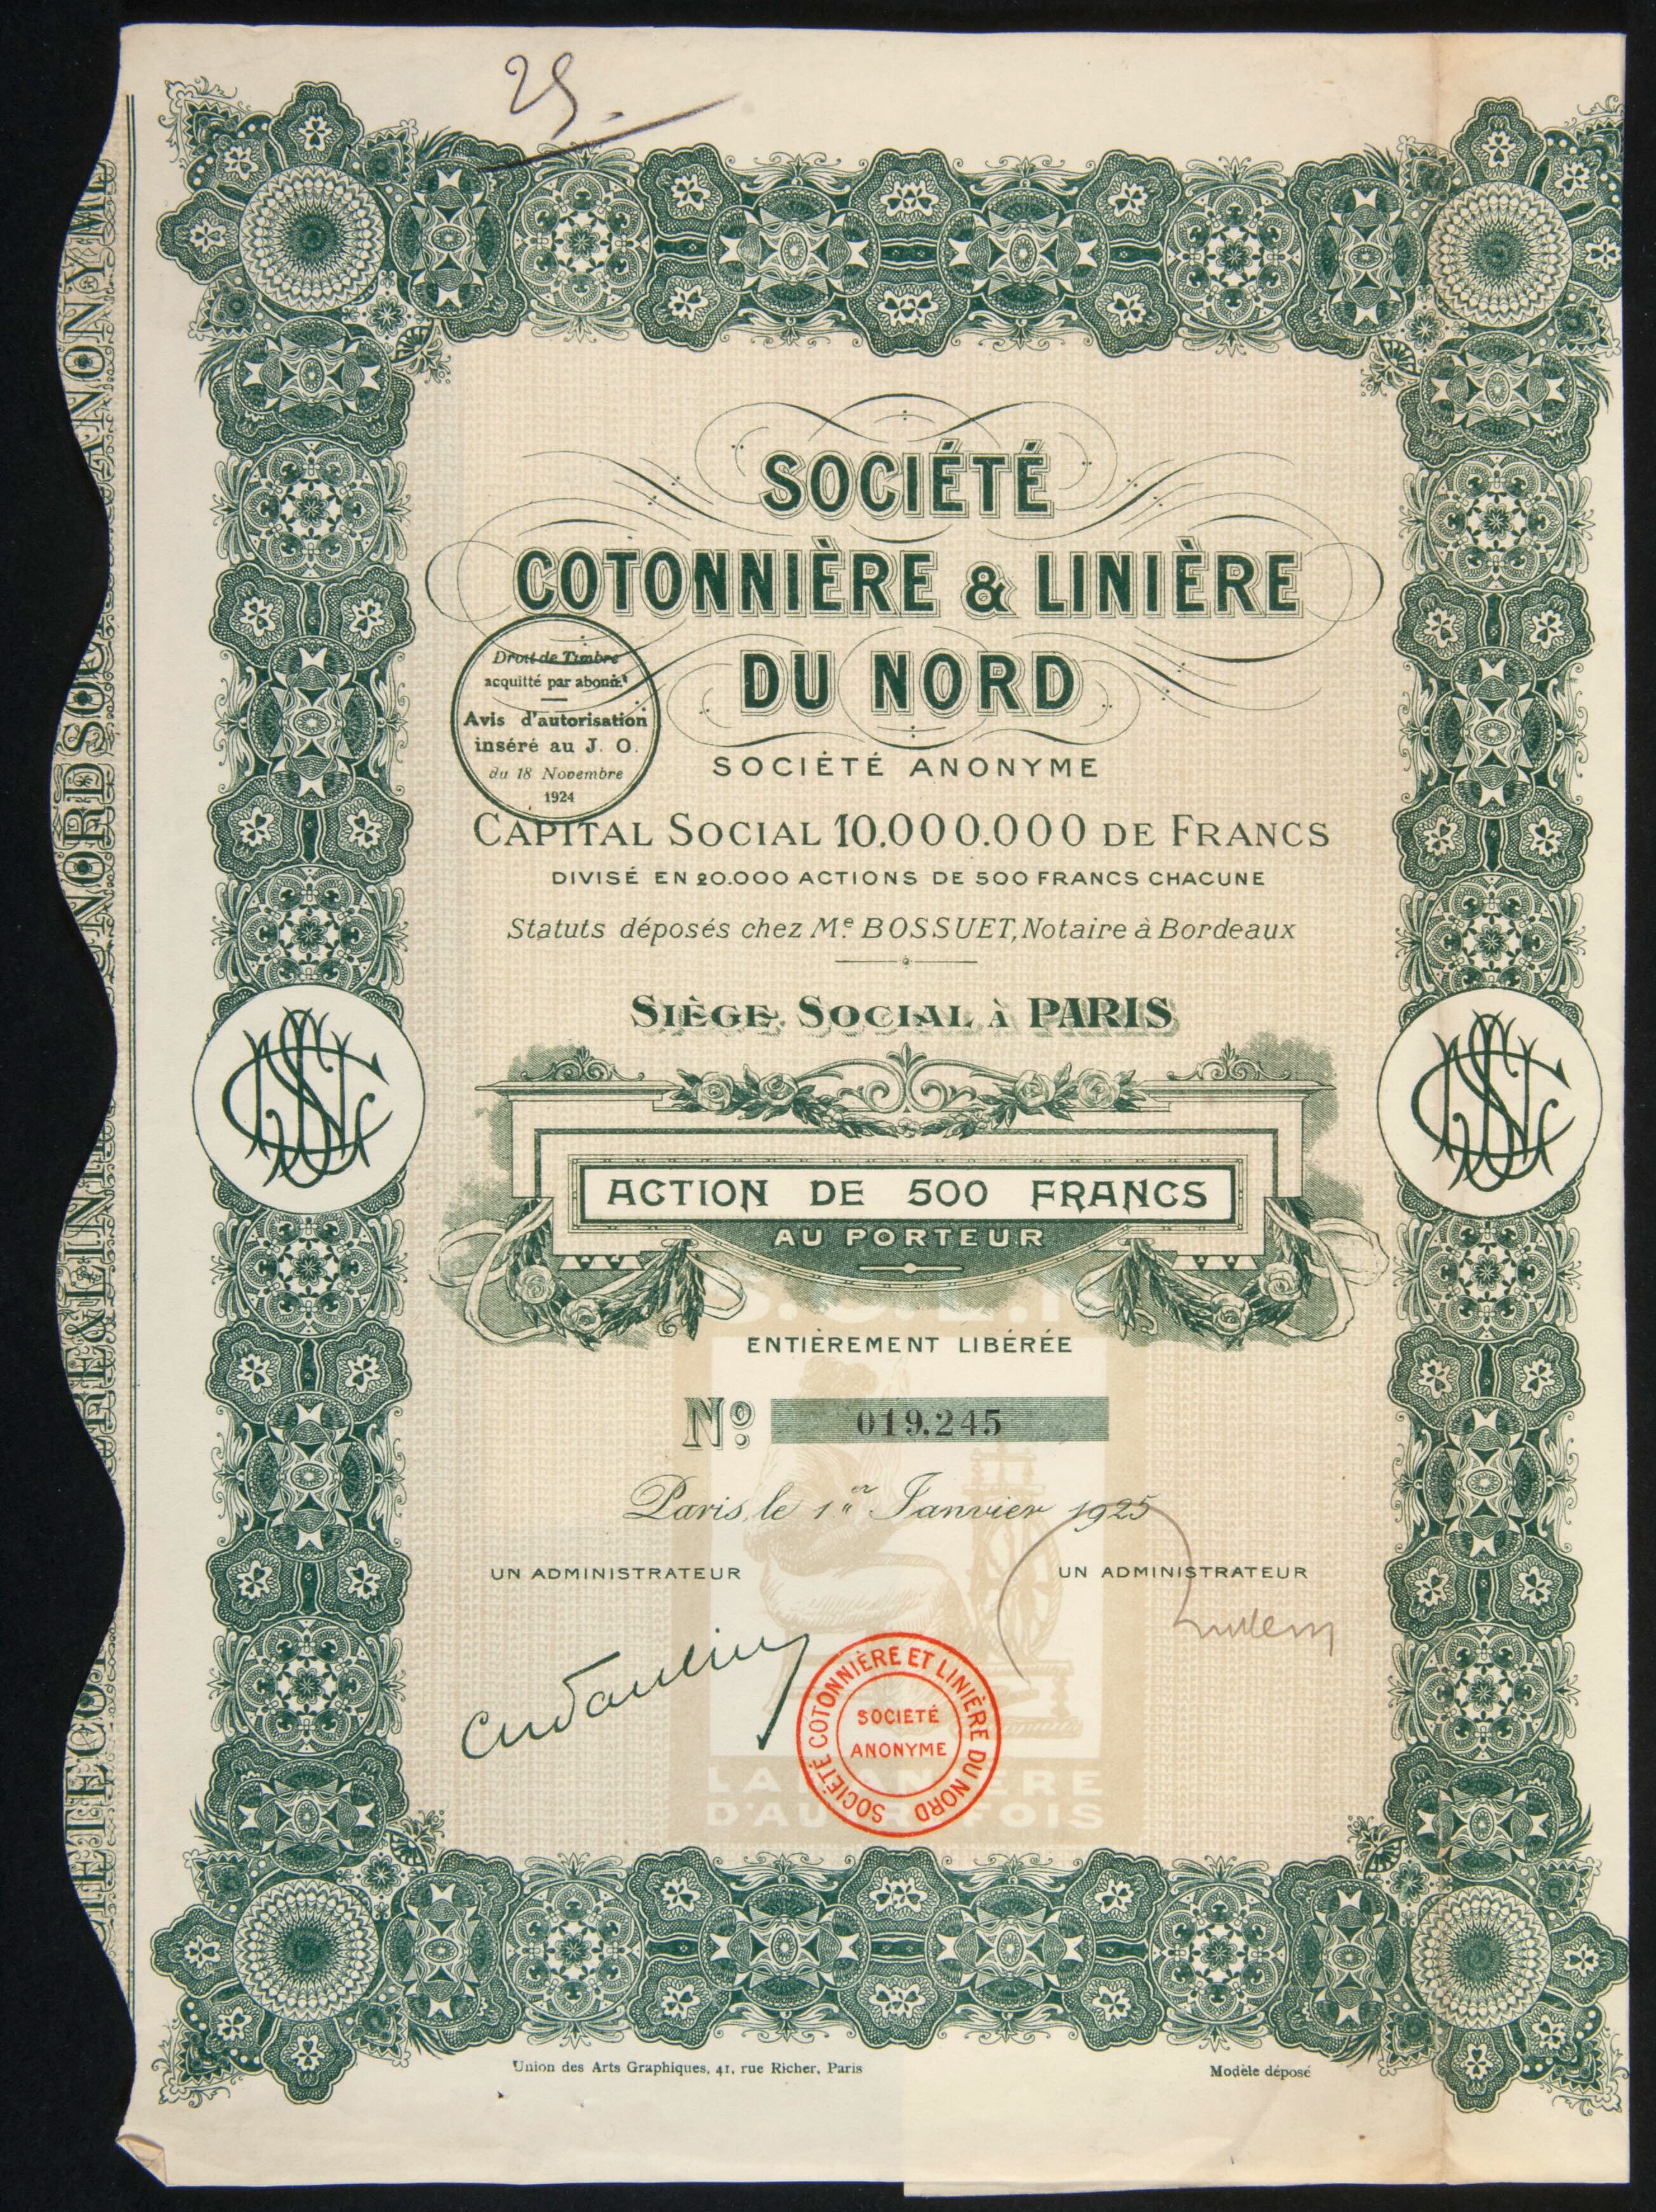 25.
SOCIÉTÉ
COTONNIÈRE & LINIÈRE
DU NORD
Droit de Timbre
acquitté par abonn.t
Avis d'autorisation
inséré au J. O.
du 18 Novembre
1924
SOCIÉTÉ ANONYME
CAPITAL SOCIAL 10.000.000 DE FRANCS
DIVISÉ EN 20.000 ACTIONS DE 500 FRANCS CHACUNE
Statuts déposés chez Me. BOSSUET, Notaire à Bordeaux
SIÈGE SOCIAL À PARIS
ACTION DE 500 FRANCS
AU PORTEUR
ENTIÈREMENT LIBÉRÉE
No. 019.245
Paris, le 1er Janvier 1925
UN ADMINISTRATEUR
UN ADMINISTRATEUR
SOCIÉTÉ COTONNIÈRE ET LINIÈRE DU NORD
SOCIETÉ
ANONYME
D'AUTREFOIS
Union des Arts Graphiques, 41, rue Richer, Paris
Modèle déposé